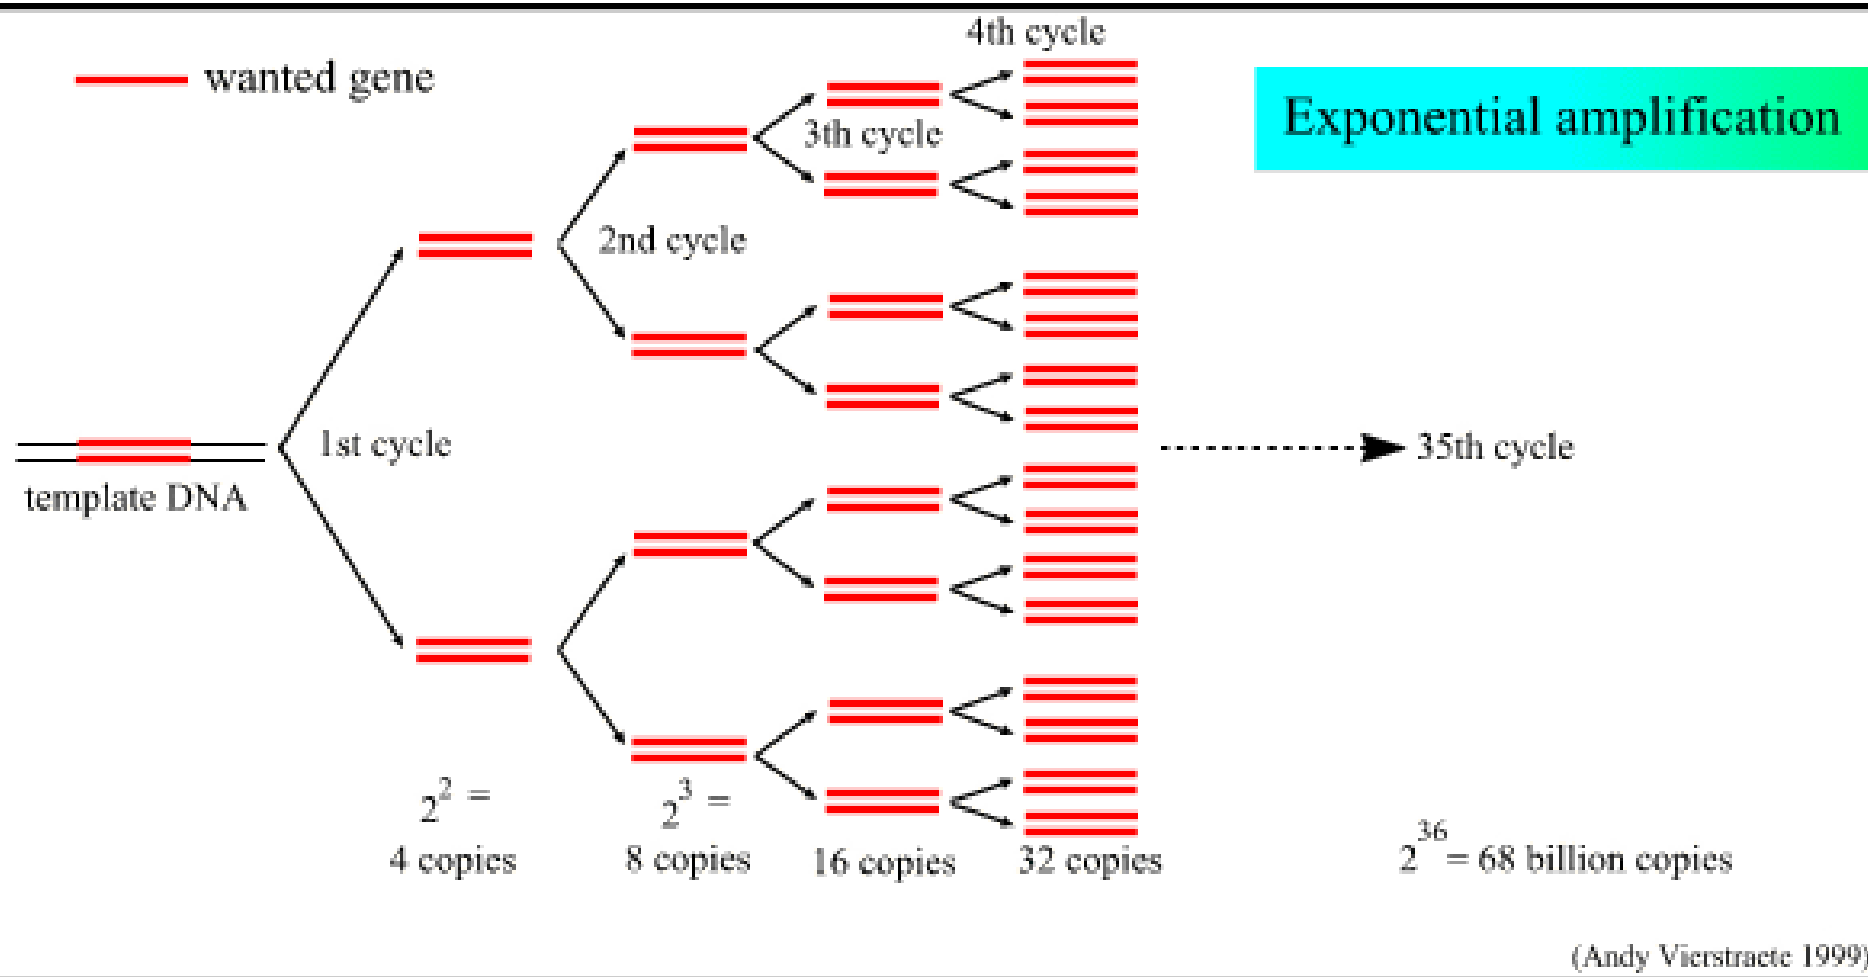 4th cycle
wanted gene
Exponential amplification
3th cycle
2nd cycle
1st cycle
35th cycle
template DNA
2^2 =
4 copies
2^3 =
8 copies
16 copies
32 copies
2^36 = 68 billion copies
(Andy Vierstraete 1999)